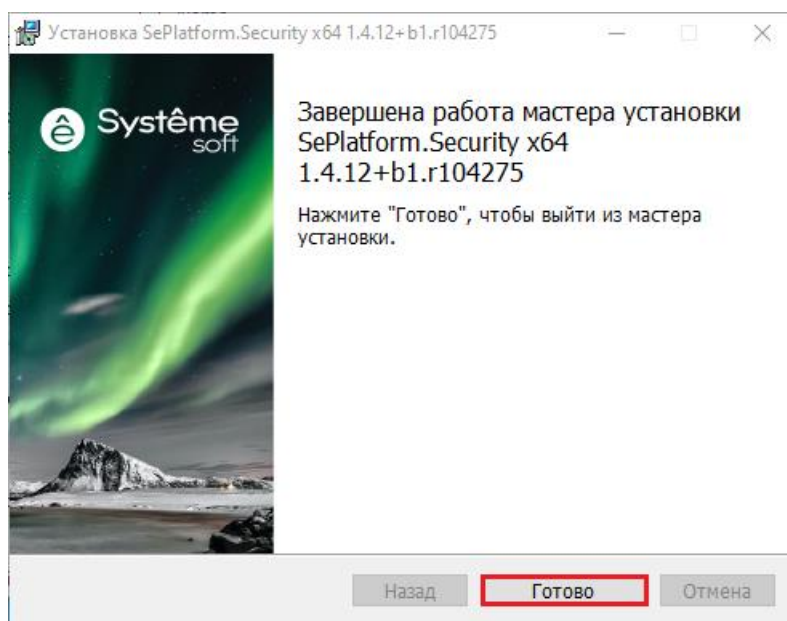 Установка SePlatform.Security x64 1.4.12+b1.r104275
ê Système
soft
Завершена работа мастера установки
SePlatform.Security x64
1.4.12+b1.r104275
Нажмите "Готово", чтобы выйти из мастера
установки.
Назад Готово Отмена